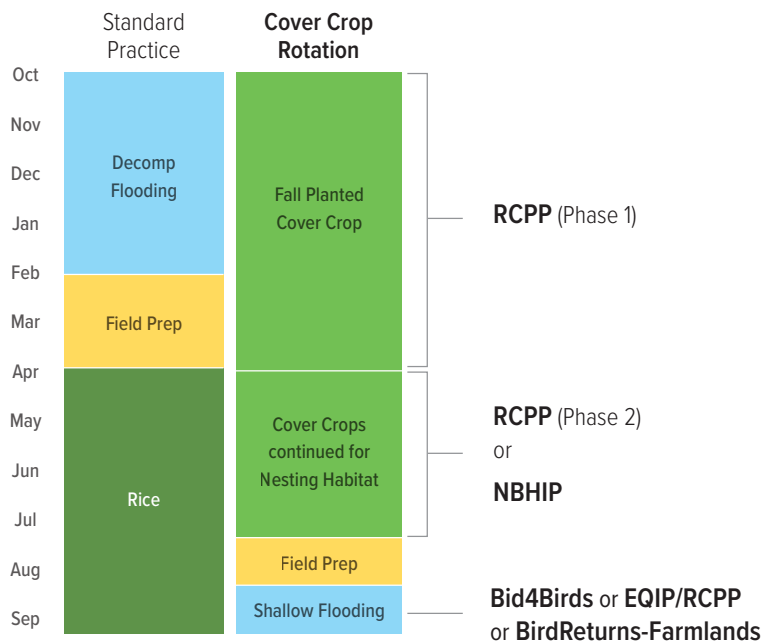 Standard
Practice
Cover Crop
Rotation
Oct
Nov
Dec
Jan
Feb
Mar
Apr
May
Jun
Jul
Aug
Sep
Decomp
Flooding
Field Prep
Rice
Fall Planted
Cover Crop
Cover Crops
continued for
Nesting Habitat
Field Prep
Shallow Flooding
RCPP (Phase 1)
RCPP (Phase 2)
or
NBHIP
Bid4Birds or EQIP/RCPP
or BirdReturns-Farmlands